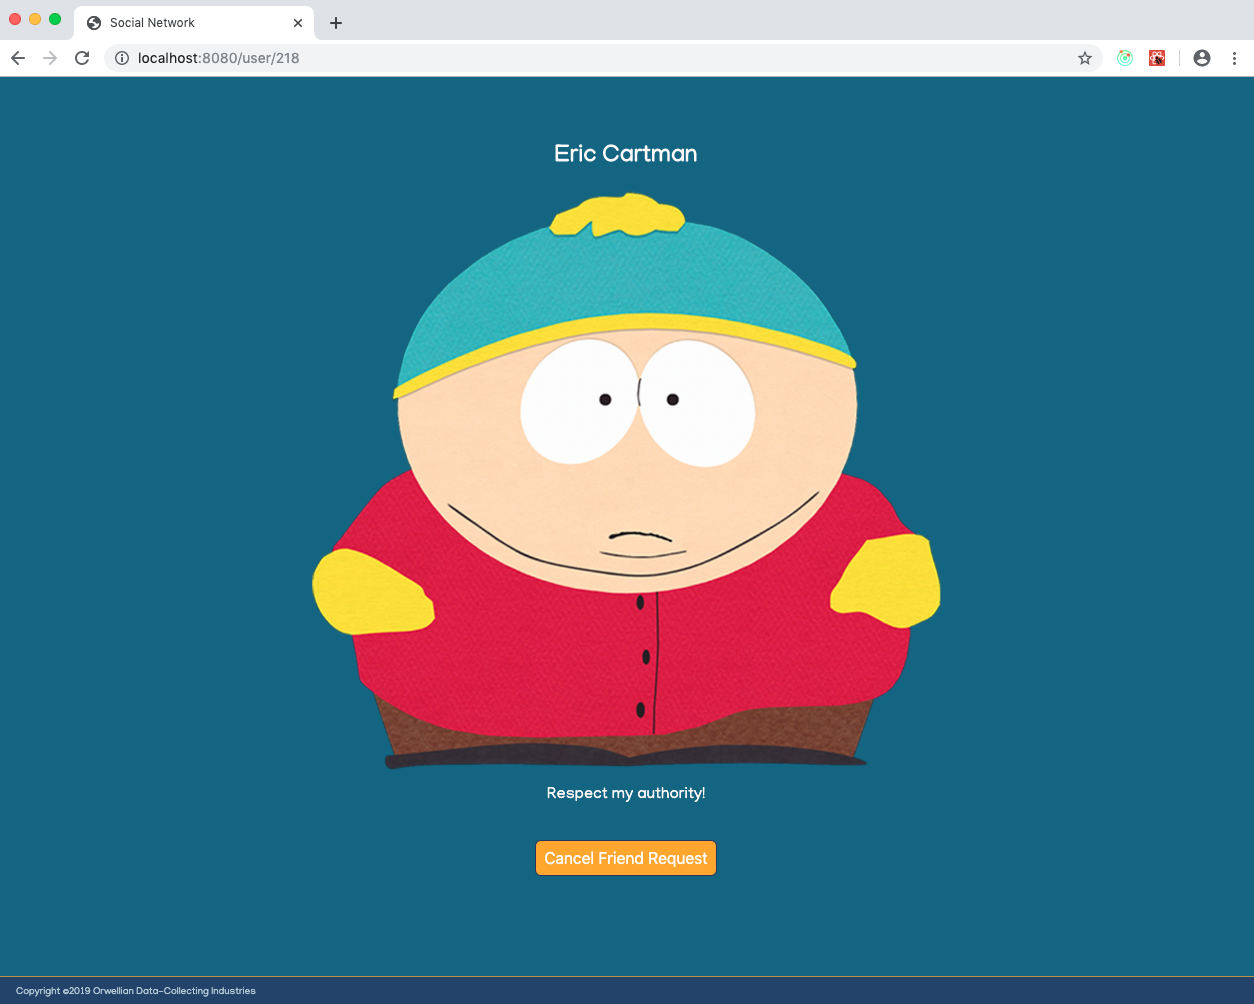 Social Network
localhost:8080/user/218
Eric Cartman
Respect my authority!
Cancel Friend Request
Copyright ©2019 Orwellian Data-Collecting Industries